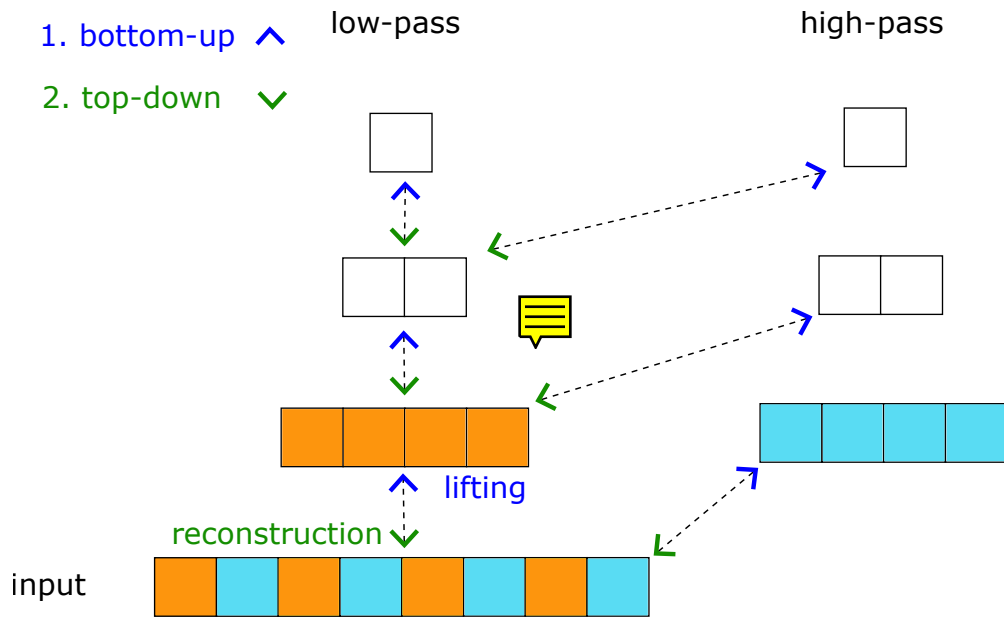 1. bottom-up
low-pass
high-pass
2. top-down
lifting
reconstruction
input